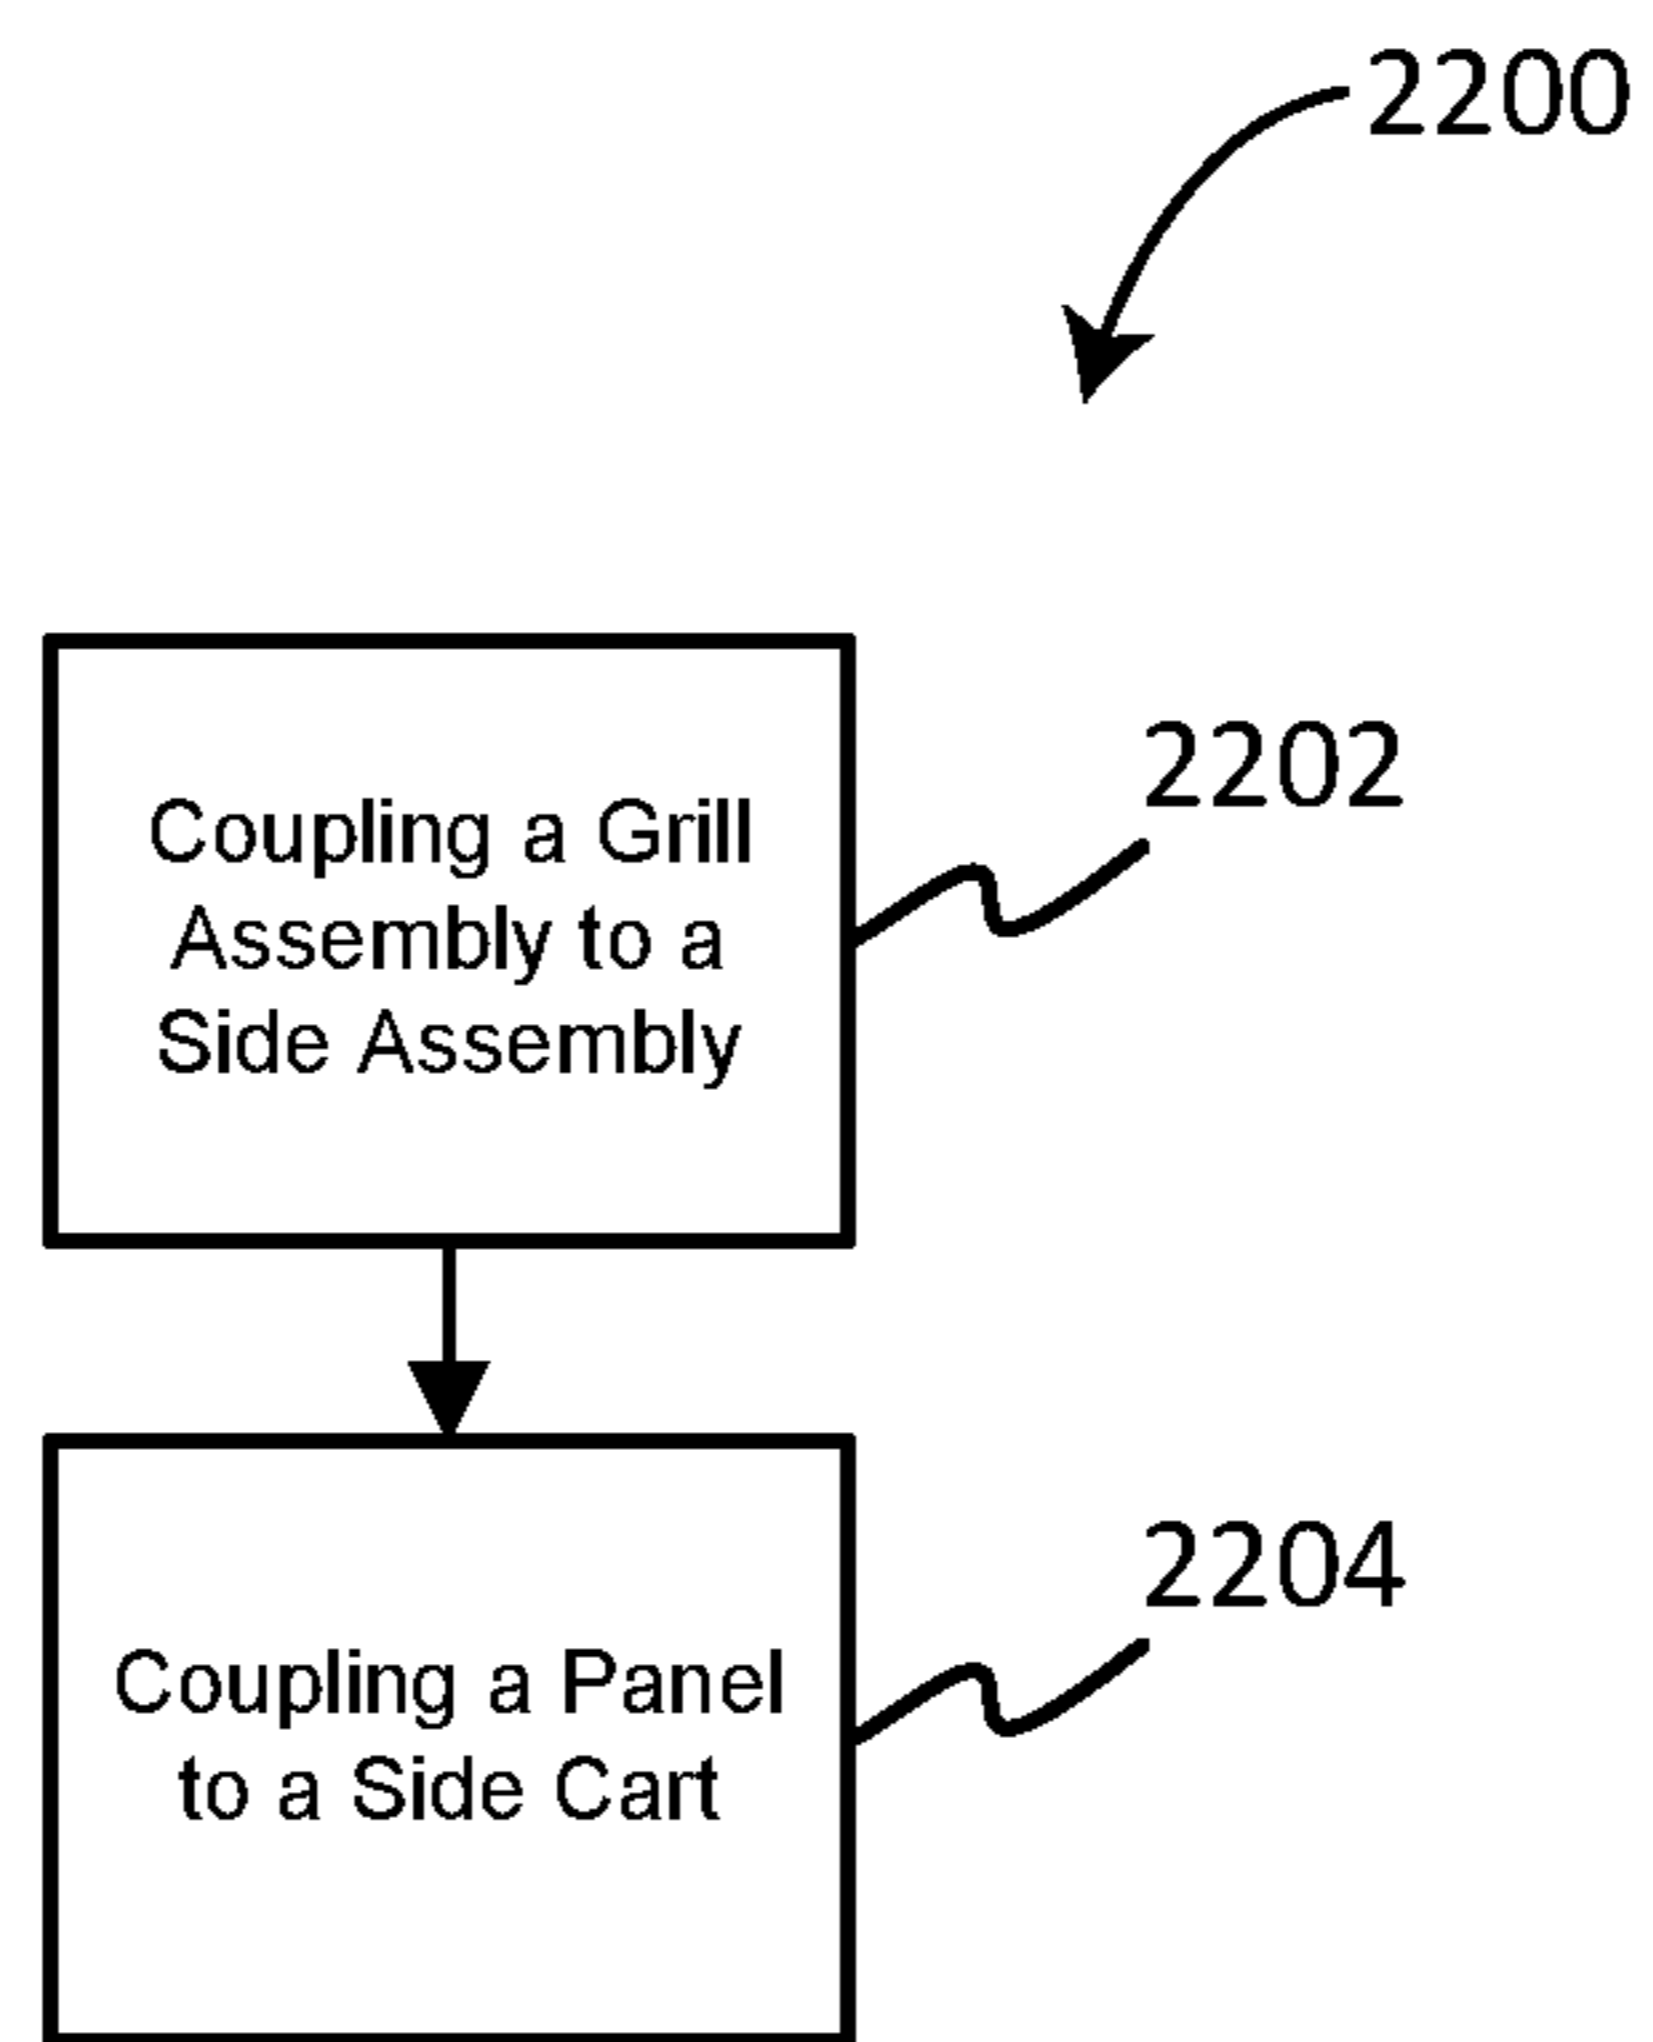 2200
Coupling a Grill
Assembly to a
Side Assembly
2202
Coupling a Panel
to a Side Cart
2204